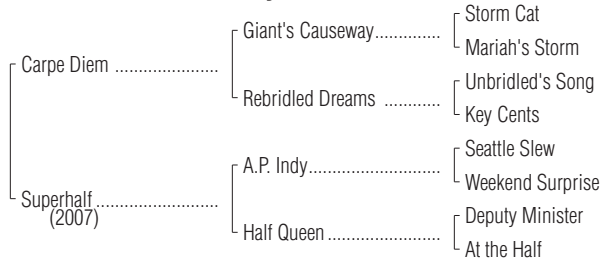 Storm Cat
Giant's Causeway..............
Mariah's Storm
Carpe Diem ......................
Unbridled's Song
Rebridled Dreams ............
Key Cents
Seattle Slew
A.P. Indy...........................
Weekend Surprise
Superhalf..........................
(2007)
Deputy Minister
Half Queen ........................
At the Half